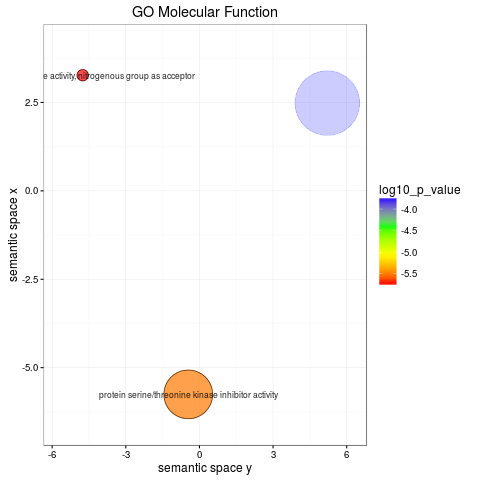 GO Molecular Function
e activity, nitrogenous group as acceptor
protein serine/threonine kinase inhibitor activity
2.5
0.0
-2.5
-5.0
semantic space x
-6
-3
0
3
6
semantic space y
log10_p_value
-4.0
-4.5
-5.0
-5.5